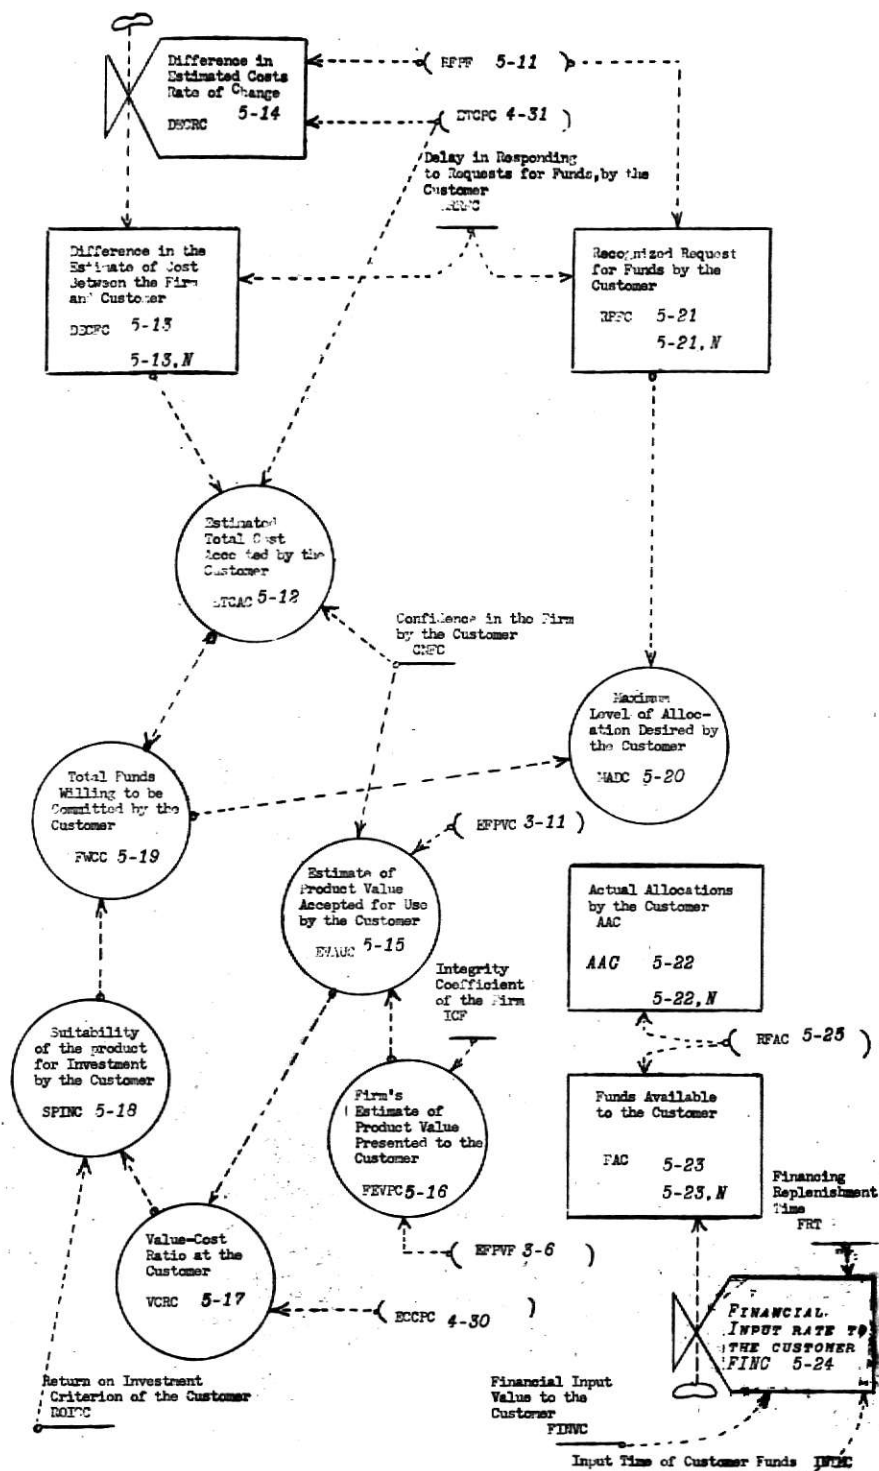 Difference in
Estimated Costs
Rate of Change
5-14
( RFPF 5-11 )
( ETCPC 4-31 )
Delay in Responding
to Requests for Funds, by the
Customer
Difference in the
Estimate of Cost
Between the Firm
and Customer
DECFC 5-13
5-13,N
Recognized Request
for Funds by the
Customer
5-21
5-21,N
Estimated
Total Cost
Accepted by the
Customer
ETCAC 5-12
Confidence in the Firm
by the Customer
CNFC
Maximum
Level of Alloc-
ation Desired by
the Customer
MADC 5-20
Total Funds
Willing to be
Committed by the
Customer
FWCC 5-19
( EFPVC 3-11 )
Estimate of
Product Value
Accepted for Use
by the Customer
5-15
Actual Allocations
by the Customer
AAC
AAC 5-22
5-22,N
Integrity
Coefficient
of the Firm
ICF
( RFAC 5-25 )
Suitability
of the product
for Investment
by the Customer
SPINC 5-18
Firm's
Estimate of
Product Value
Presented to the
Customer
FEVPC 5-16
Funds Available
to the Customer
FAC 5-23
5-23,N
Financing
Replenishment
Time
FRT
Value-Cost
Ratio at the
Customer
VCRC 5-17
( EFPVF 3-6 )
( ECCPC 4-30 )
FINANCIAL
INPUT RATE TO
THE CUSTOMER
FINC 5-24
Return on Investment
Criterion of the Customer
Financial Input
Value to the
Customer
FINVC
Input Time of Customer Funds